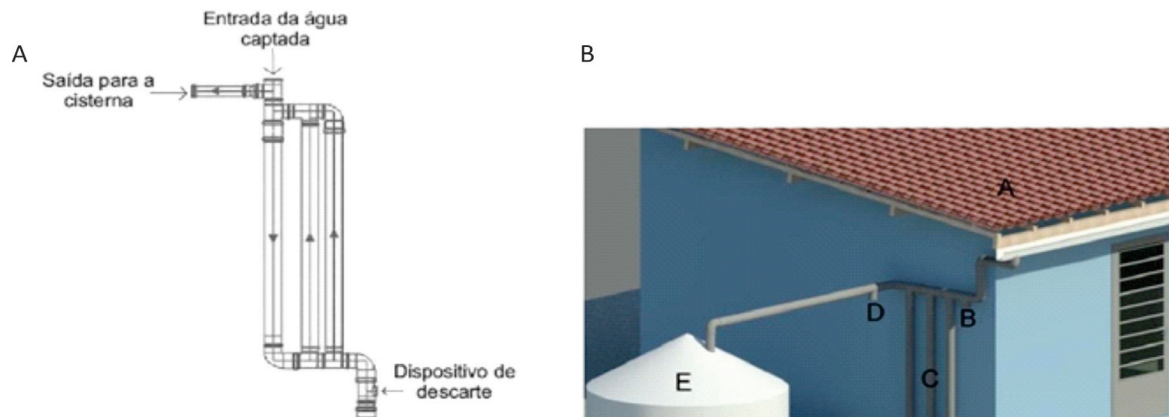 A
Entrada da água
captada
Saída para a
cisterna
Dispositivo de
descarte
B
A
B
C
D
E